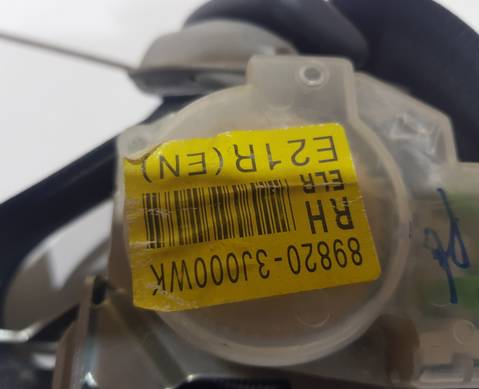 89820-3J000WK
RH
ELR
E21R(EN)